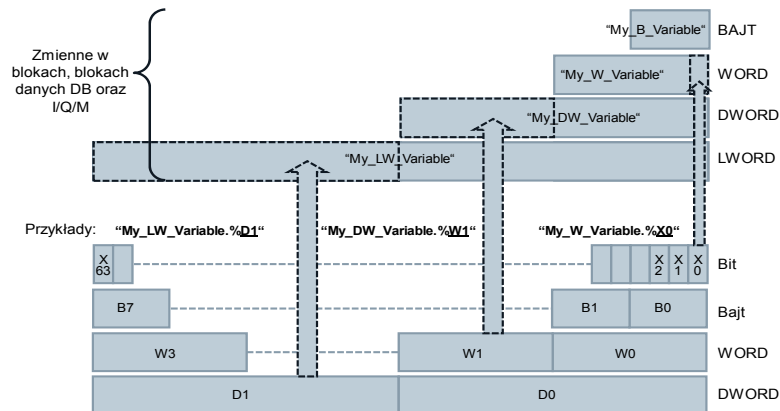 “My_B_Variable“ BAJT
Zmienne w
blokach, blokach
danych DB oraz
I/Q/M
“My_W_Variable“ WORD
“My_DW_Variable“ DWORD
“My_LW_Variable“ LWORD
Przykłady: “My_LW_Variable.%D1“ “My_DW_Variable.%W1“ “My_W_Variable.%X0“
X
63
X
2
X
1
X
0
Bit
B7 B1 B0 Bajt
W3 W1 W0 WORD
D1 D0 DWORD